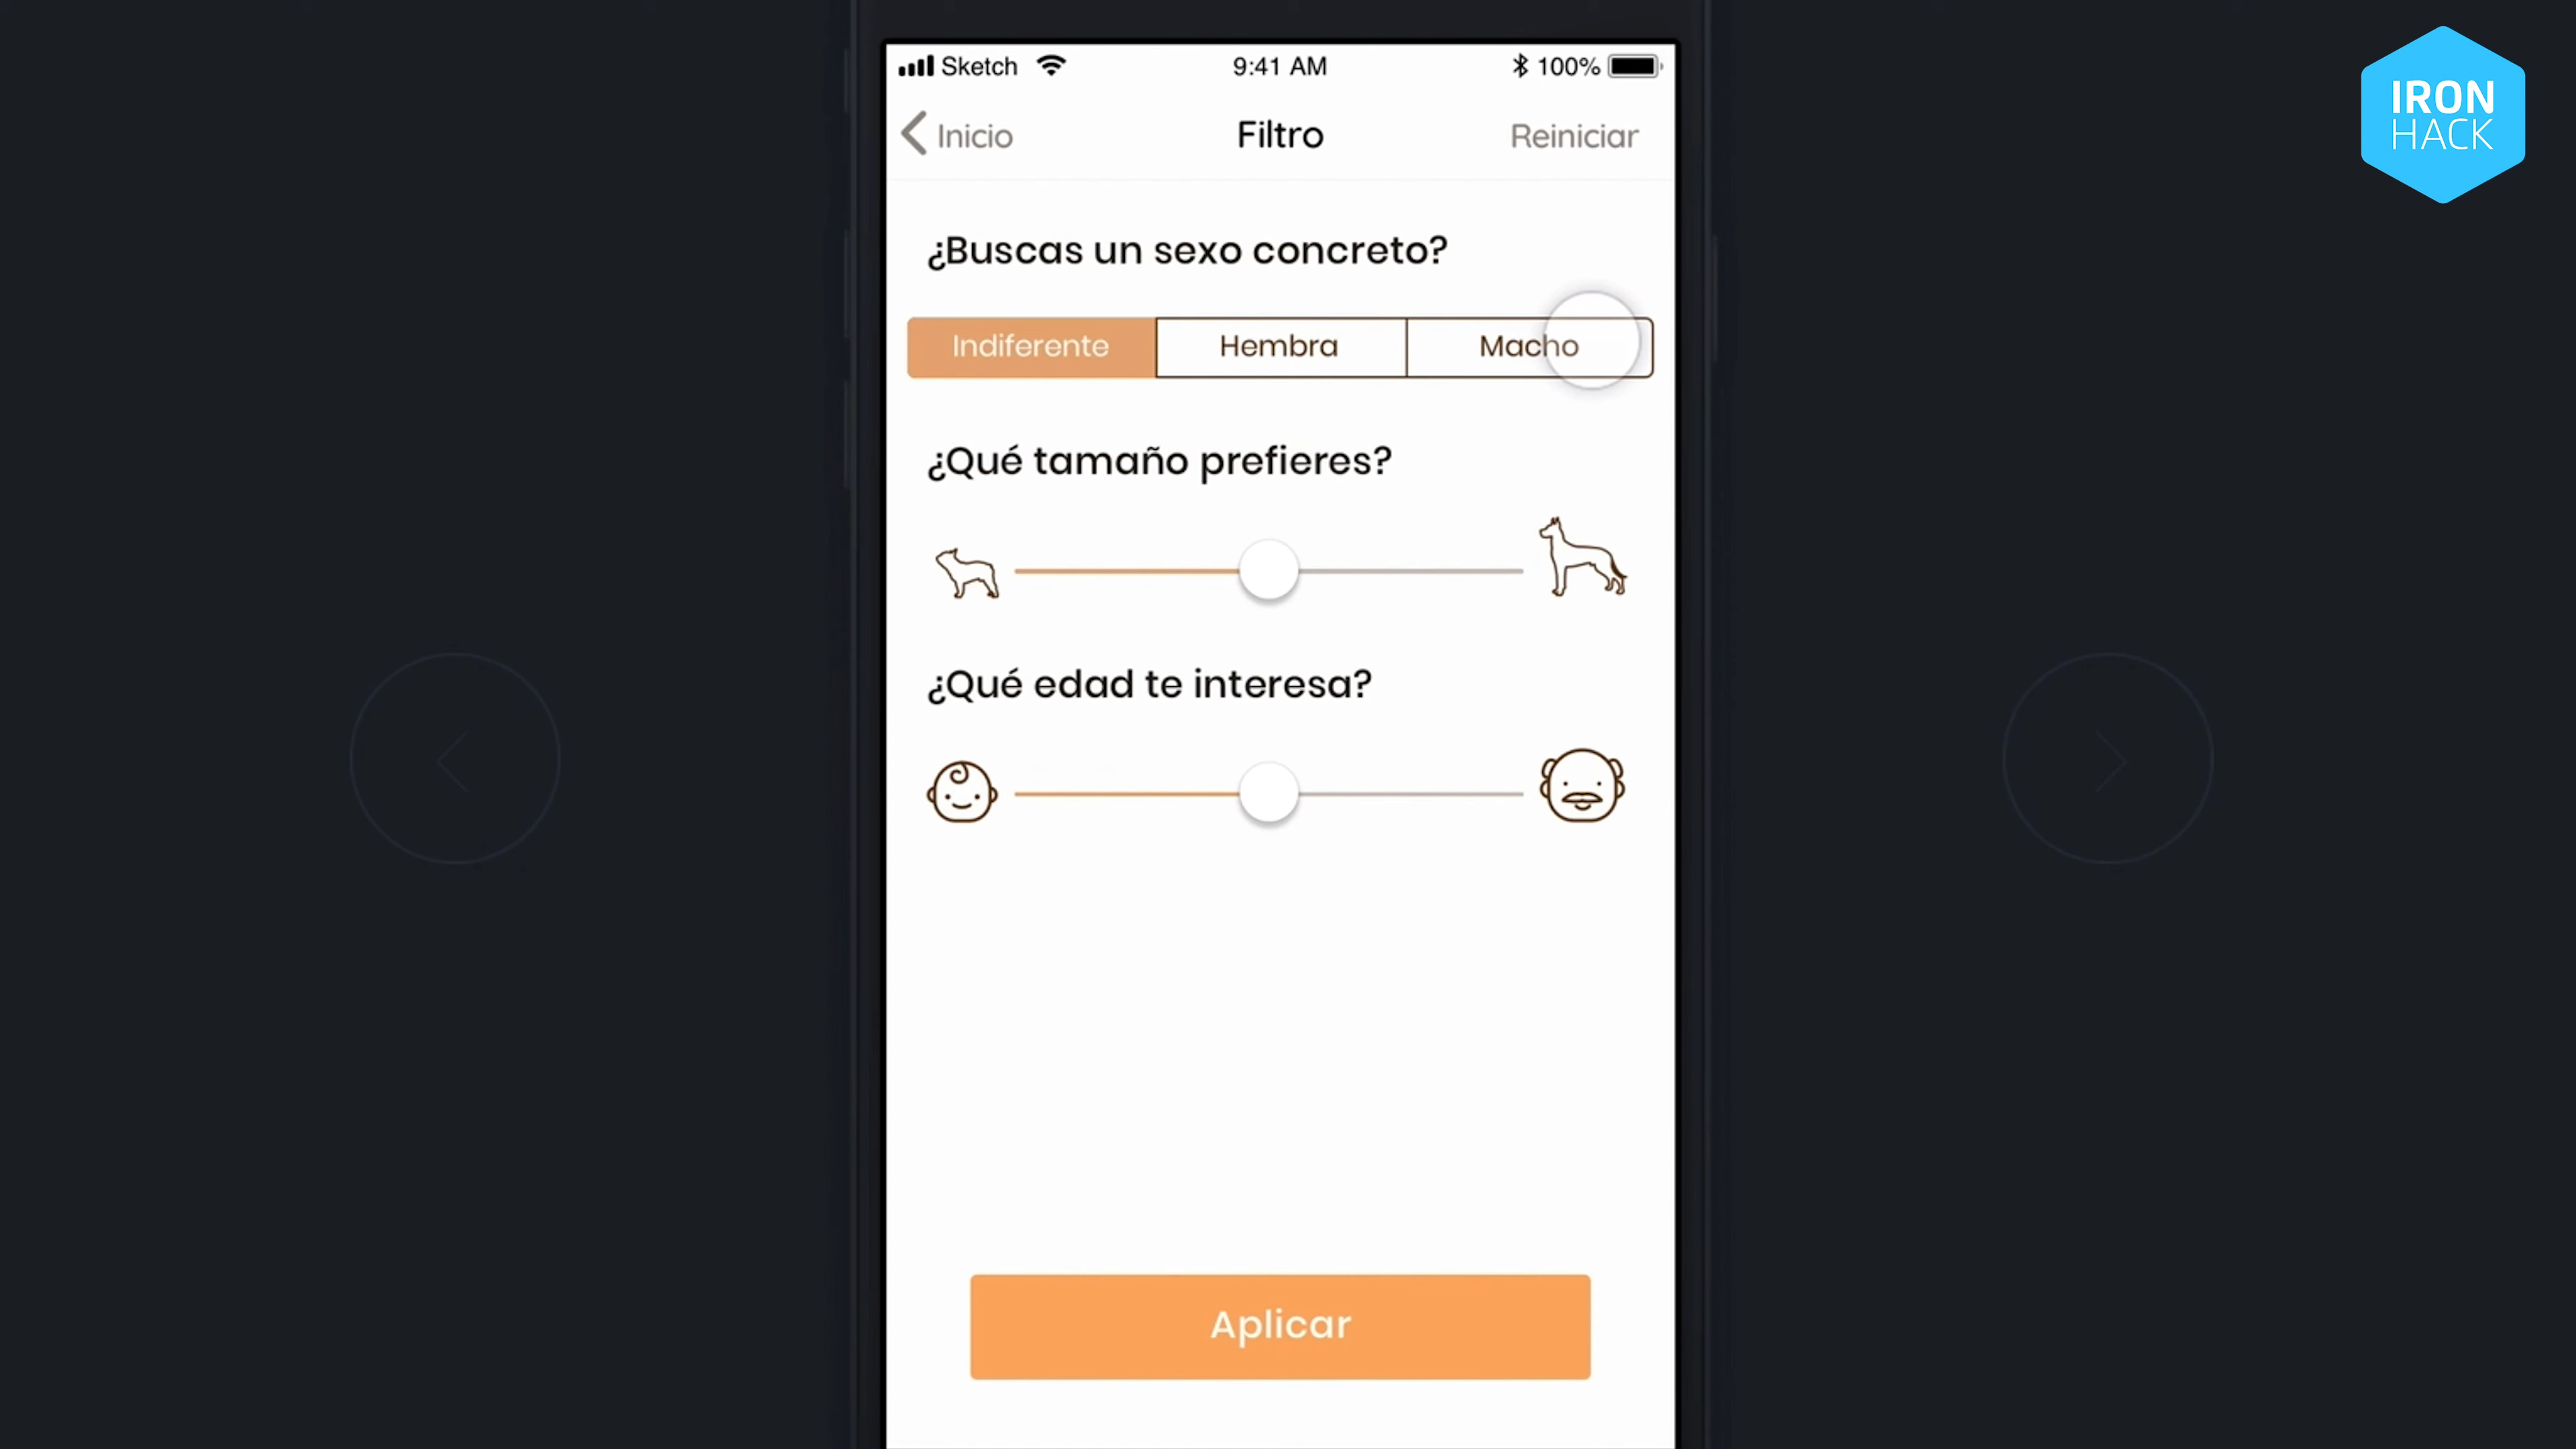 Sketch 9:41 AM 100%
Inicio Filtro Reiniciar
¿Buscas un sexo concreto?
Indiferente Hembra Macho
¿Qué tamaño prefieres?
¿Qué edad te interesa?
Aplicar
IRON
HACK